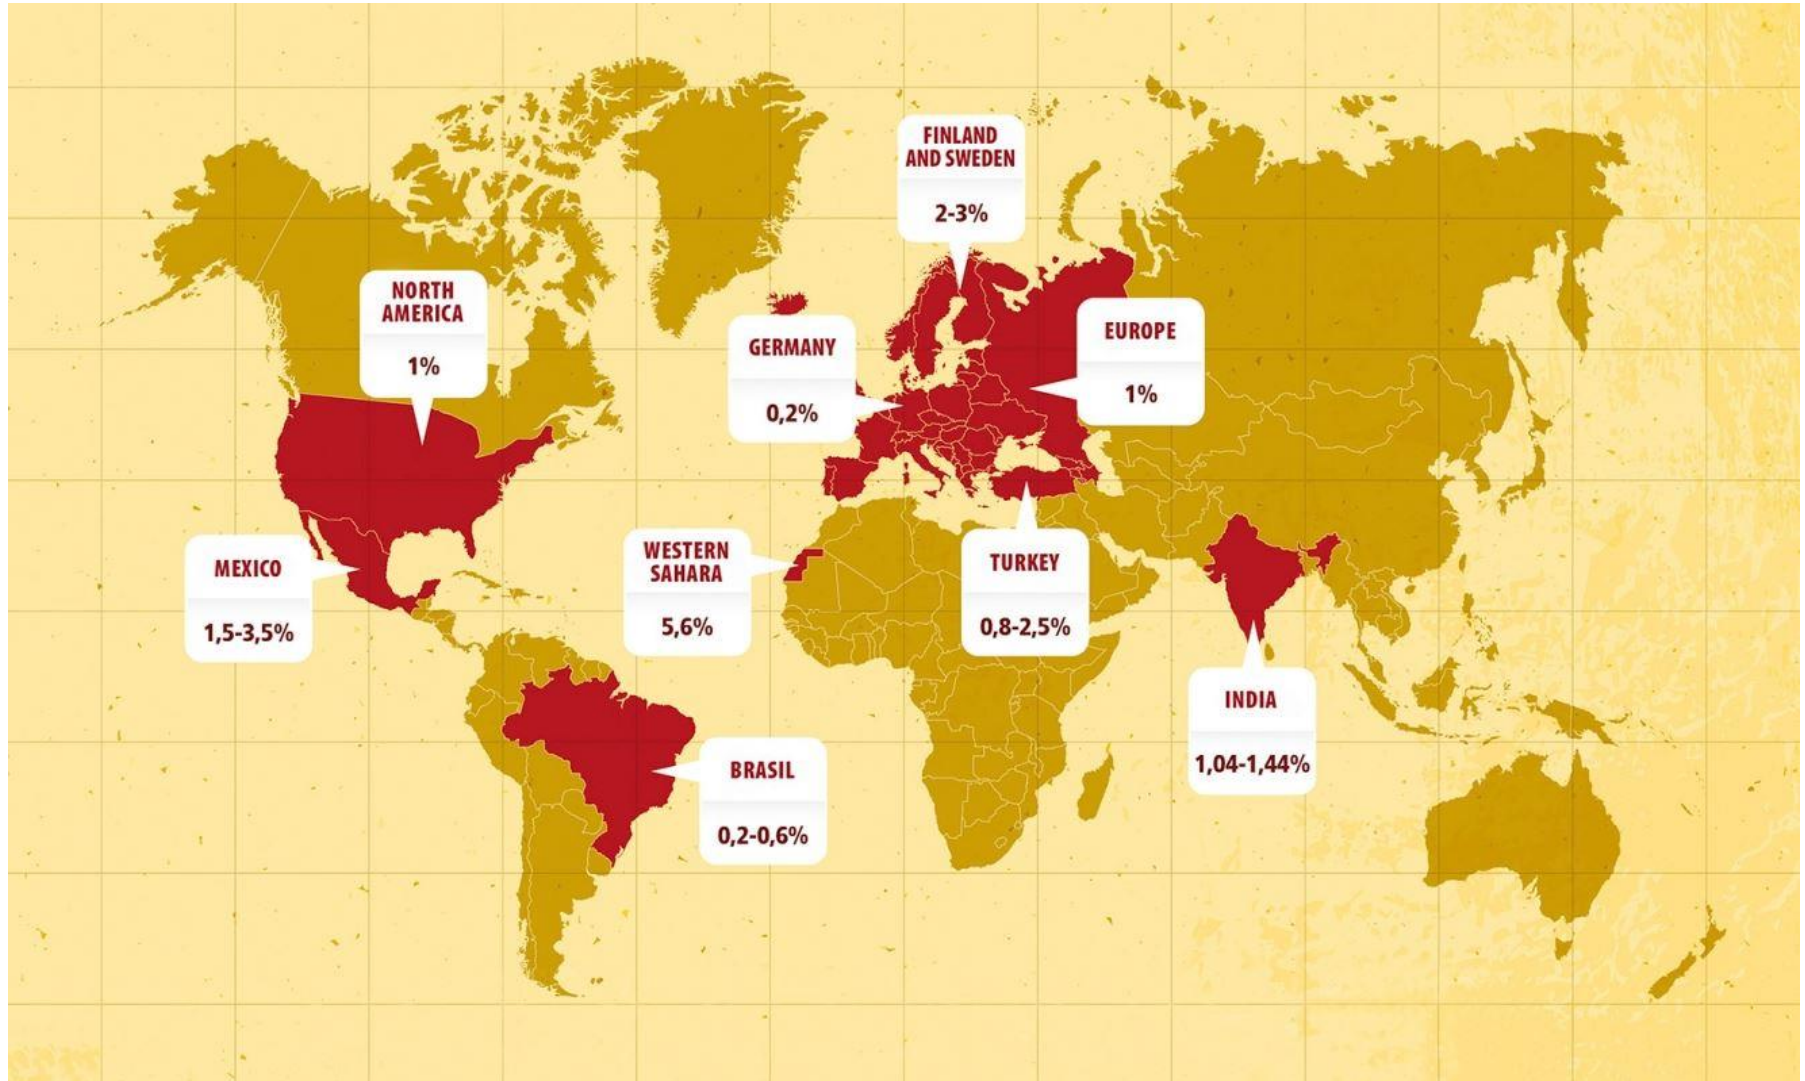 FINLAND
AND SWEDEN
2-3%
NORTH
AMERICA
1%
GERMANY
0,2%
EUROPE
1%
MEXICO
1,5-3,5%
WESTERN
SAHARA
5,6%
TURKEY
0,8-2,5%
INDIA
1,04-1,44%
BRASIL
0,2-0,6%